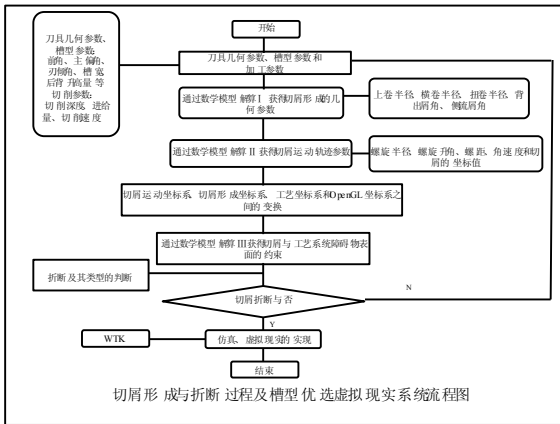 开始
刀具几何参数、
槽型参数:
前角、主偏角、
刃倾角、槽宽、
后背升高量等
切削参数:
切削深度、进给
量、切削速度
刀具几何参数、槽型参数和
加工参数
通过数学模型解算Ⅰ获得切屑形成的几
何参数
上卷半径、横卷半径、扭卷半径、背
出屑角、侧流屑角
通过数学模型解算Ⅱ获得切屑运动轨迹参数
螺旋半径、螺旋升角、螺距、角速度和切
屑的坐标值
切屑运动坐标系、切屑形成坐标系、工艺坐标系和OpenGL坐标系之
间的变换
通过数学模型解算Ⅲ获得切屑与工艺系统障碍物表
面的约束
折断及其类型的判断
切屑折断与否
N
Y
WTK
仿真、虚拟现实的实现
结束
切屑形成与折断过程及槽型优选虚拟现实系统流程图